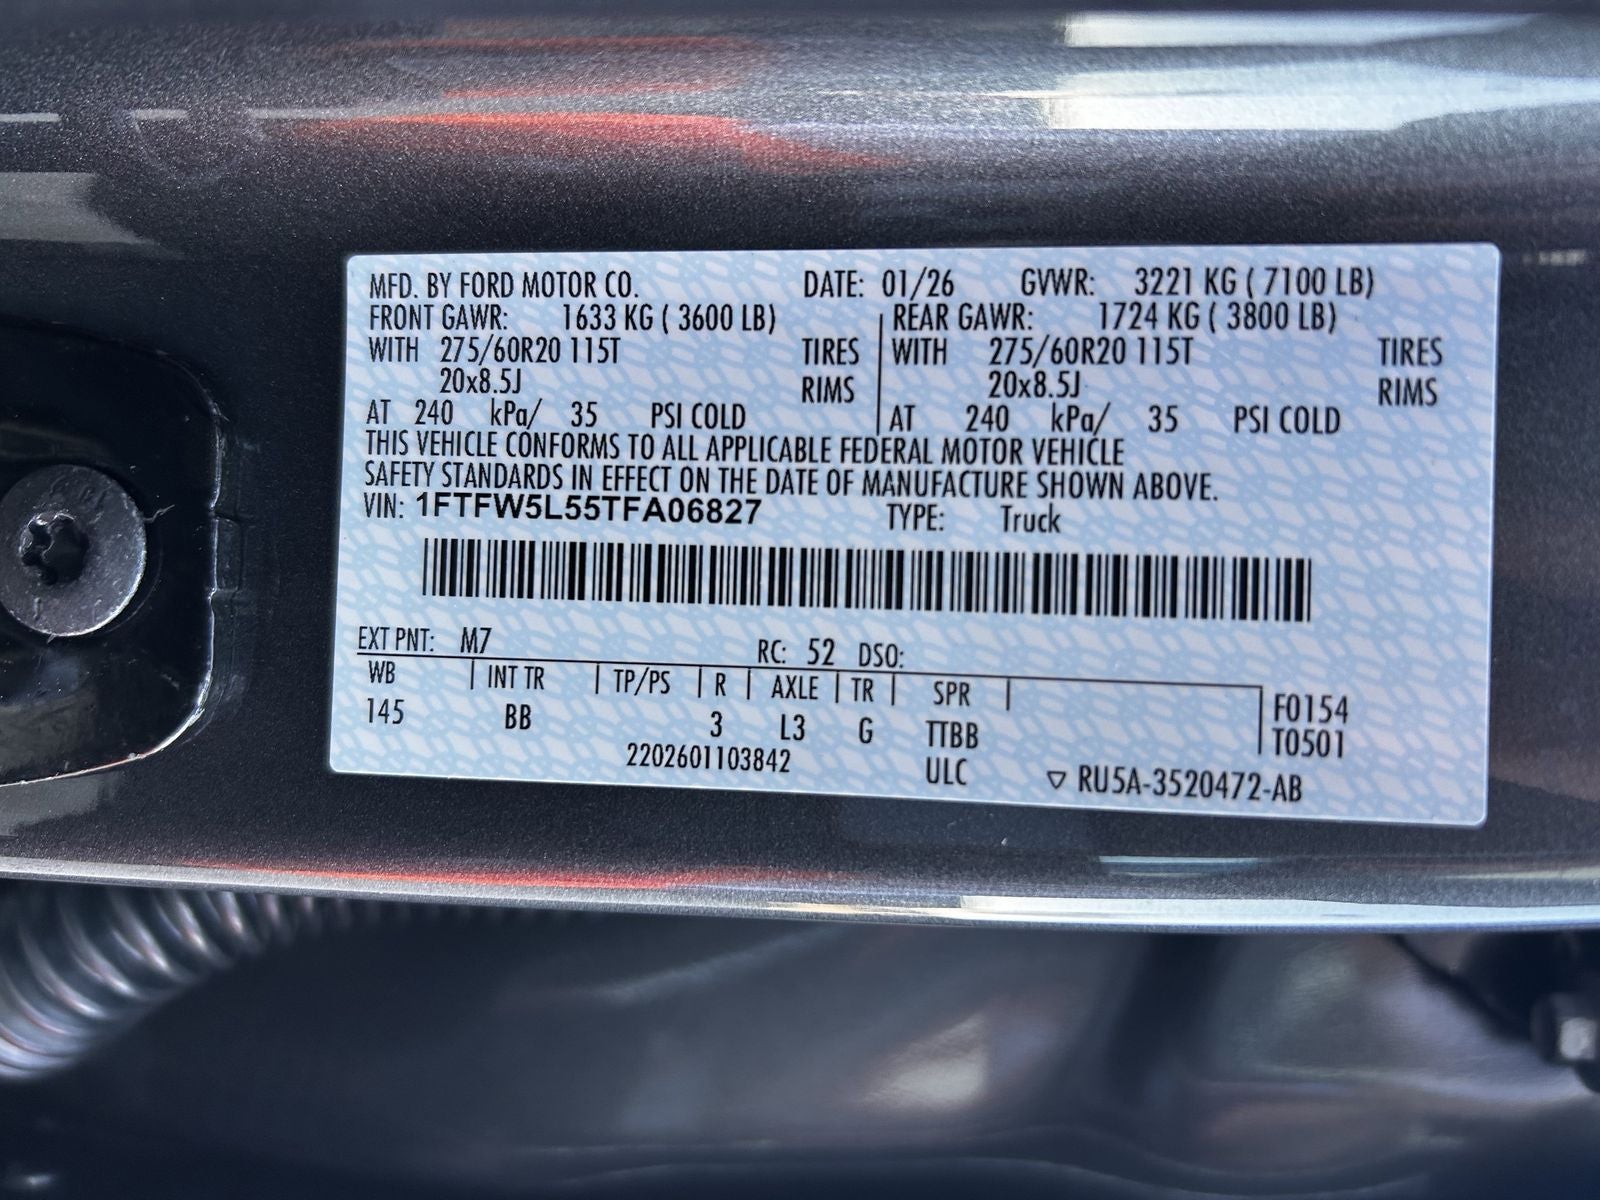 MFD. BY FORD MOTOR CO. DATE: 01/26 GVWR: 3221 KG ( 7100 LB)
FRONT GAWR: 1633 KG ( 3600 LB) REAR GAWR: 1724 KG ( 3800 LB)
WITH 275/60R20 115T TIRES WITH 275/60R20 115T TIRES
20x8.5J RIMS 20x8.5J RIMS
AT 240 kPa/ 35 PSI COLD AT 240 kPa/ 35 PSI COLD
THIS VEHICLE CONFORMS TO ALL APPLICABLE FEDERAL MOTOR VEHICLE
SAFETY STANDARDS IN EFFECT ON THE DATE OF MANUFACTURE SHOWN ABOVE.
VIN: 1FTFW5L55TFA06827 TYPE: Truck
EXT PNT: M7 RC: 52 DSO:
WB | INT TR | TP/PS | R | AXLE | TR | SPR |
145 BB 3 L3 G TTBB F0154
T0501
2202601103842 ULC ▽ RU5A-3520472-AB